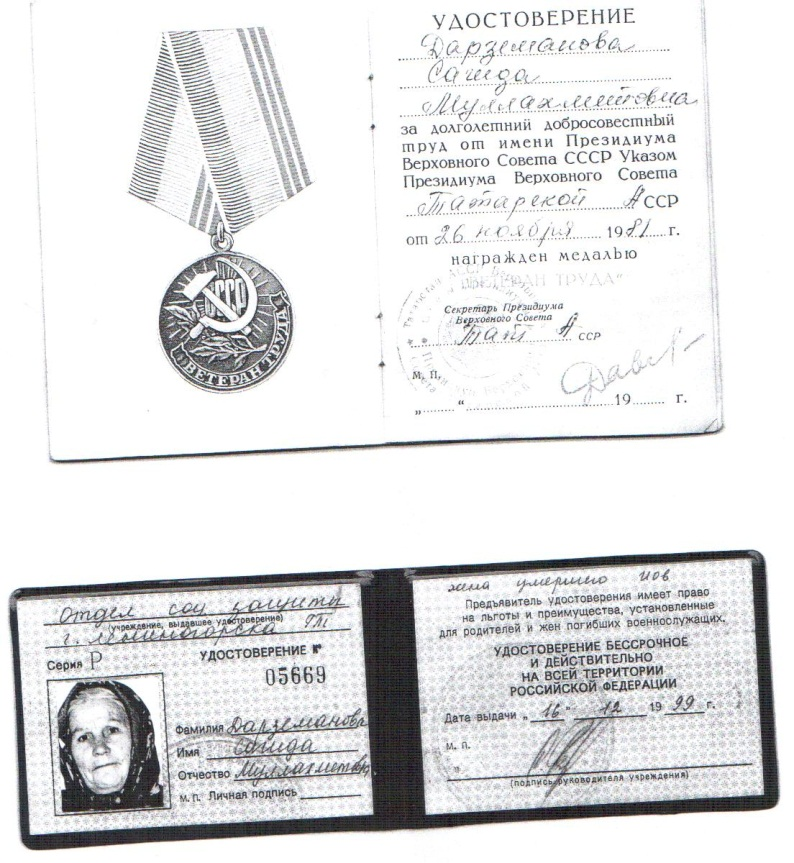 СССР
ВЕТЕРАН ТРУДА
УДОСТОВЕРЕНИЕ
Дарземанова
Сагида
Муллахметовна
за долголетний добросовестный
труд от имени Президиума
Верховного Совета СССР Указом
Президиума Верховного Совета
Татарской АССР
от 26 ноября 1981 г.
награжден медалью
„ВЕТЕРАН ТРУДА“
Секретарь Президиума
Верховного Совета
Тат АССР
М. П.
„ “ 19 г.
Отдел соц защиты
(учреждение, выдавшее удостоверение)
г. Лениногорска РТ
Серия Р УДОСТОВЕРЕНИЕ №
05669
Фамилия Дарземанова
Имя Сагида
Отчество
М. П. Личная подпись
жена умершего иов
Предъявитель удостоверения имеет право
на льготы и преимущества, установленные
для родителей и жен погибших военнослужащих.
УДОСТОВЕРЕНИЕ БЕССРОЧНОЕ
И ДЕЙСТВИТЕЛЬНО
НА ВСЕЙ ТЕРРИТОРИИ
РОССИЙСКОЙ ФЕДЕРАЦИИ
Дата выдачи „16“ 12 1999 г.
М. П.
(подпись руководителя учреждения)